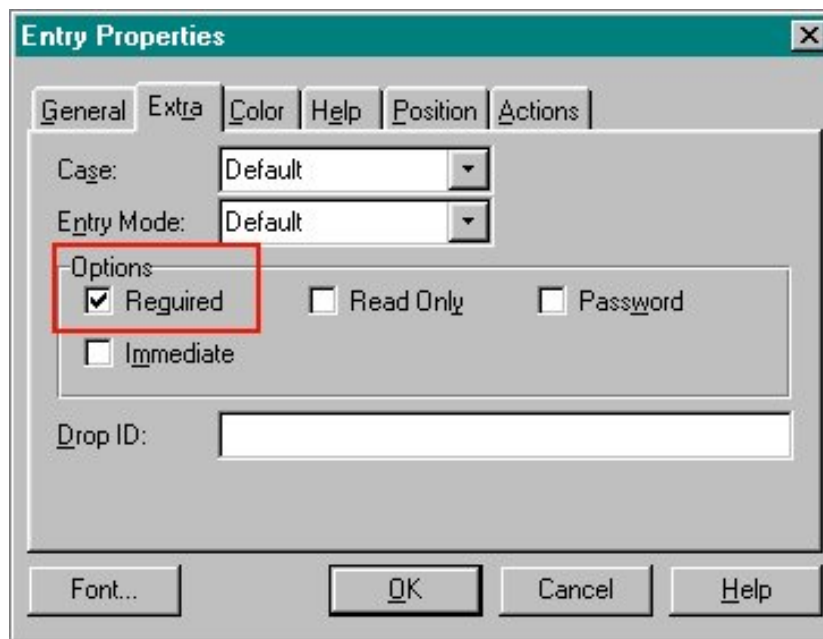 Entry Properties
General Extra Color Help Position Actions
Case: Default
Entry Mode: Default
Options
Required Read Only Password
Immediate
Drop ID:
Font... OK Cancel Help